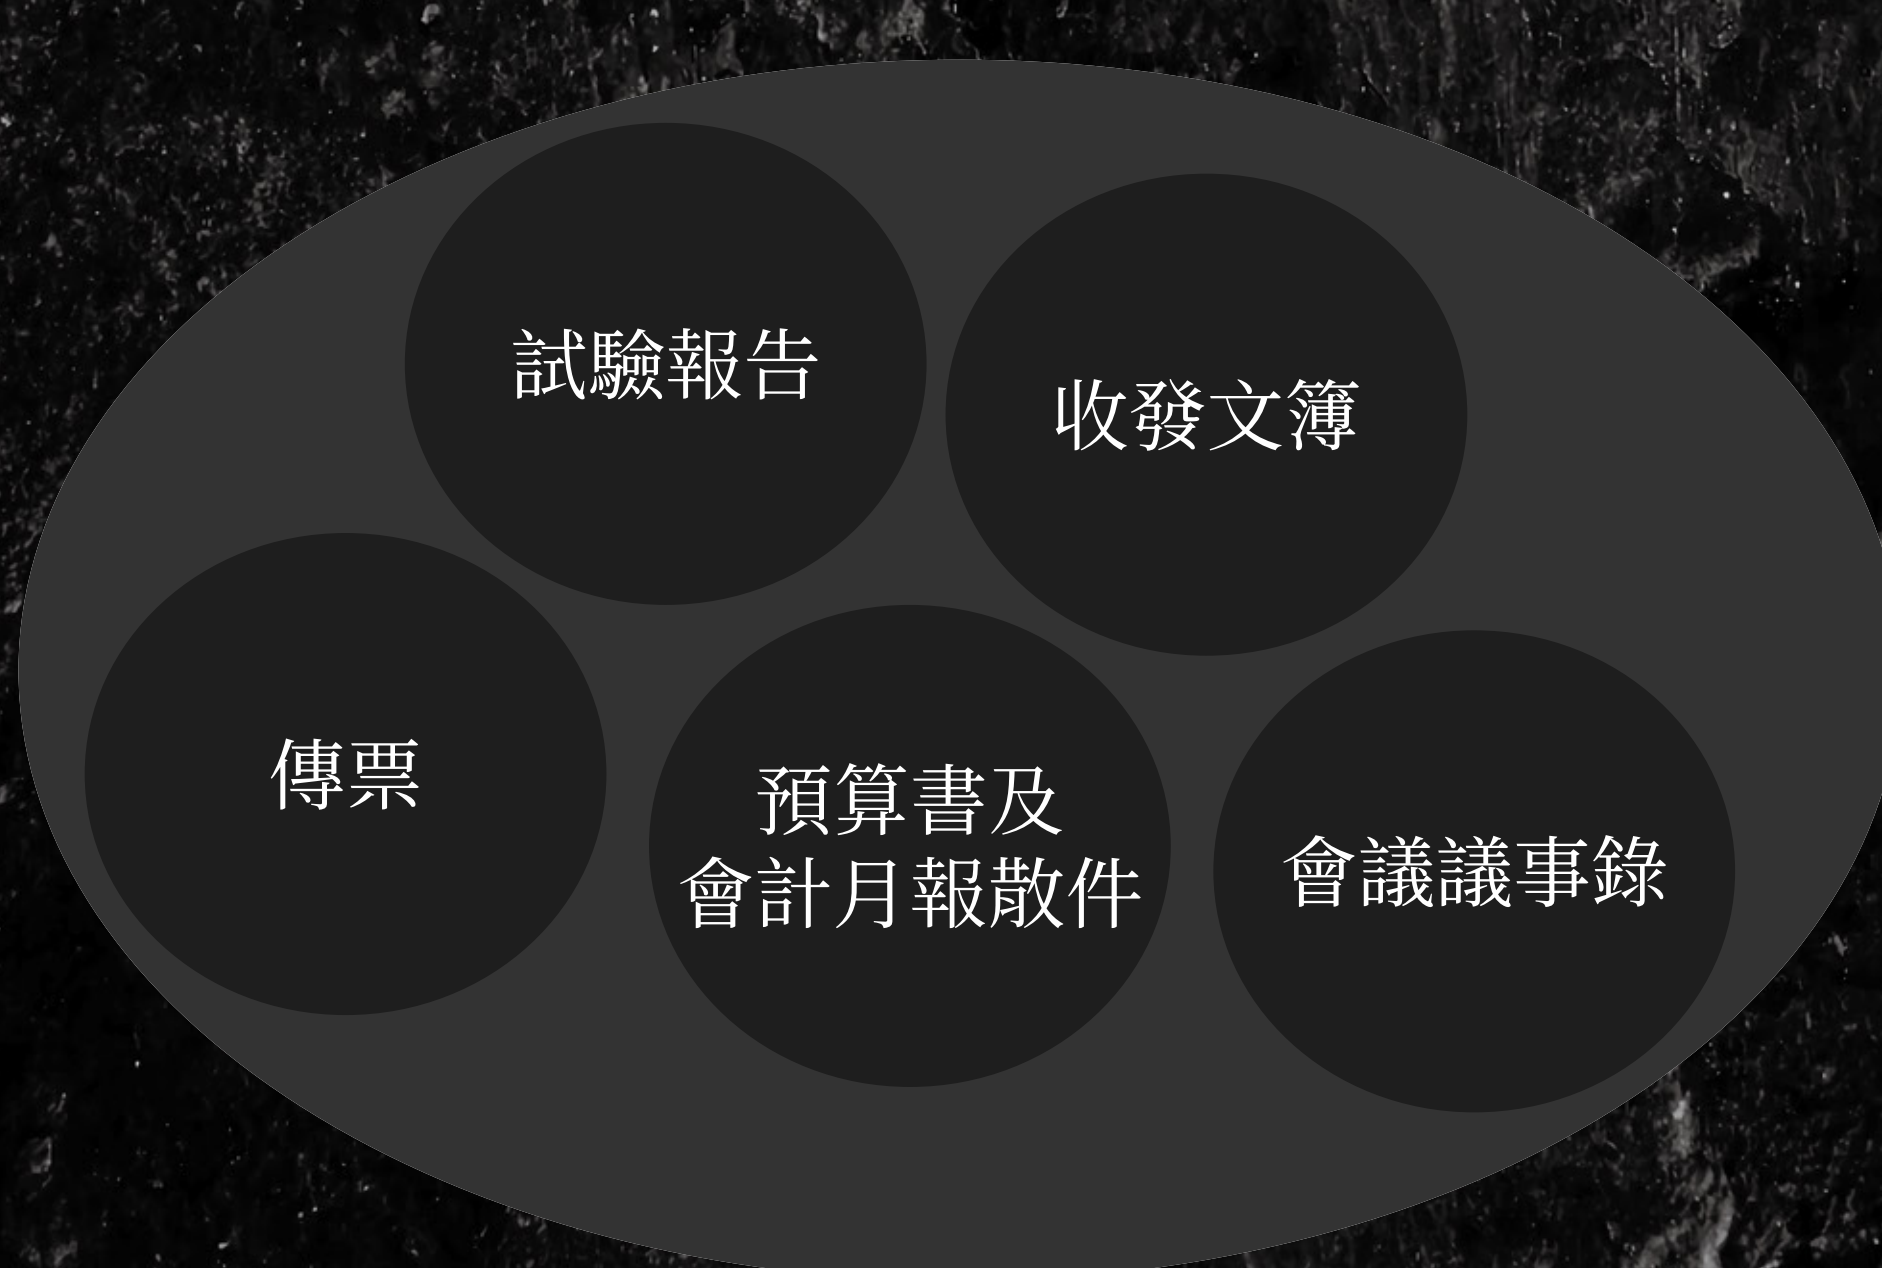 試驗報告
收發文簿
傳票
預算書及
會計月報散件
會議議事錄